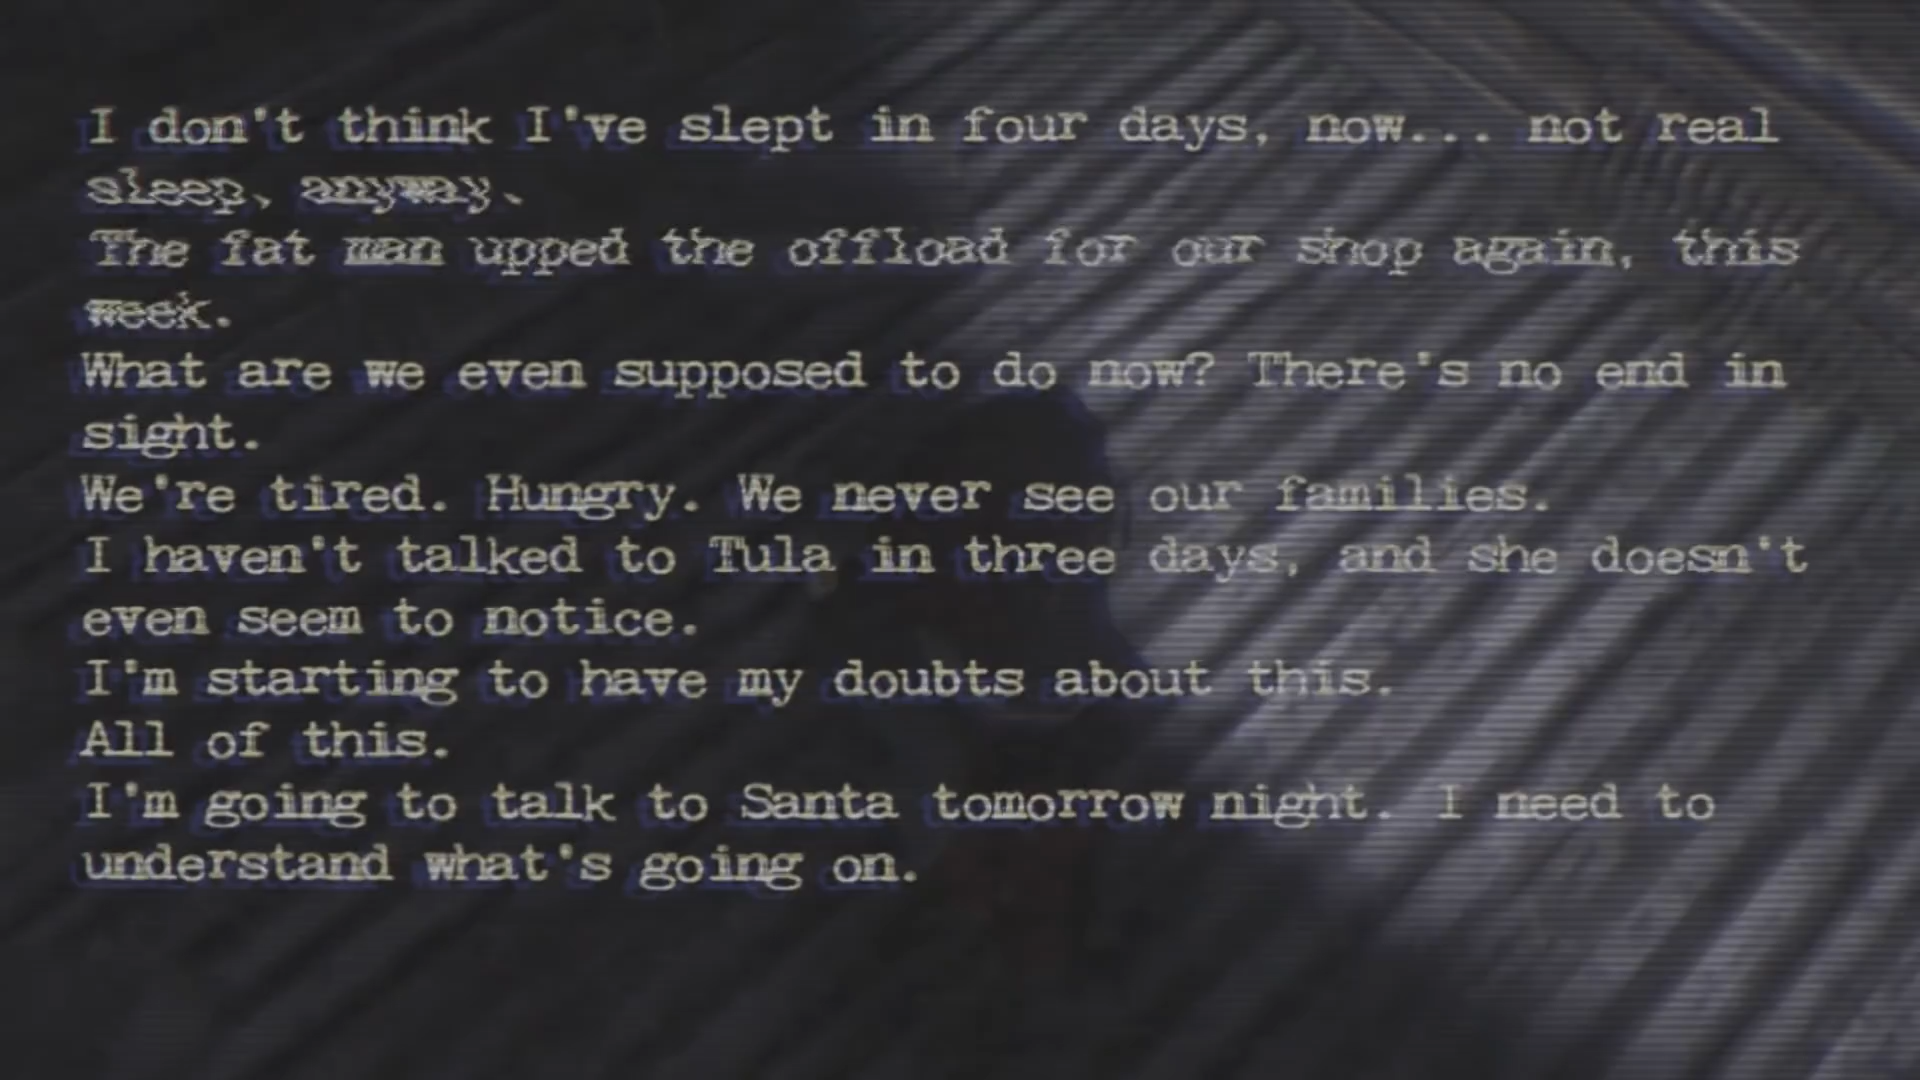 I don't think I've slept in four days, now... not real
sleep, anyway.
The fat man upped the offload for our shop again, this
week.
What are we even supposed to do now? There's no end in
sight.
We're tired. Hungry. We never see our families.
I haven't talked to Tula in three days, and she doesn't
even seem to notice.
I'm starting to have my doubts about this.
All of this.
I'm going to talk to Santa tomorrow night. I need to
understand what's going on.